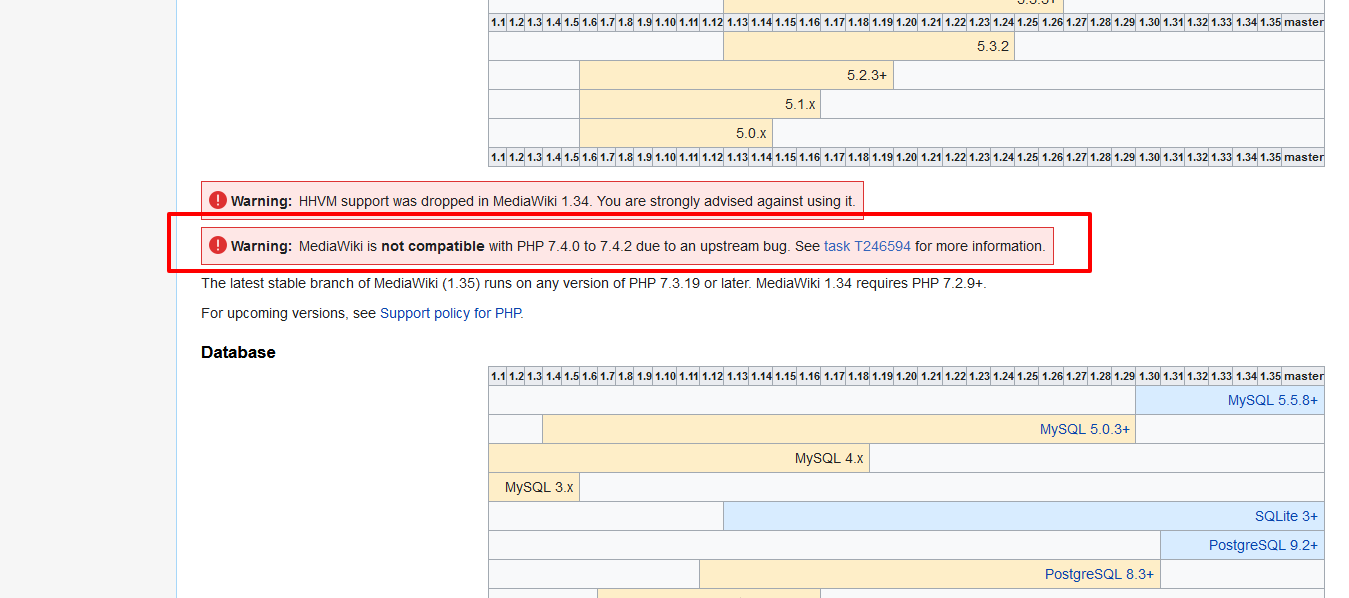 5.3.3+
1.1 1.2 1.3 1.4 1.5 1.6 1.7 1.8 1.9 1.10 1.11 1.12 1.13 1.14 1.15 1.16 1.17 1.18 1.19 1.20 1.21 1.22 1.23 1.24 1.25 1.26 1.27 1.28 1.29 1.30 1.31 1.32 1.33 1.34 1.35 master
5.3.2
5.2.3+
5.1.x
5.0.x
1.1 1.2 1.3 1.4 1.5 1.6 1.7 1.8 1.9 1.10 1.11 1.12 1.13 1.14 1.15 1.16 1.17 1.18 1.19 1.20 1.21 1.22 1.23 1.24 1.25 1.26 1.27 1.28 1.29 1.30 1.31 1.32 1.33 1.34 1.35 master
Warning: HHVM support was dropped in MediaWiki 1.34. You are strongly advised against using it.
Warning: MediaWiki is not compatible with PHP 7.4.0 to 7.4.2 due to an upstream bug. See task T246594 for more information.
The latest stable branch of MediaWiki (1.35) runs on any version of PHP 7.3.19 or later. MediaWiki 1.34 requires PHP 7.2.9+.
For upcoming versions, see Support policy for PHP.
Database
1.1 1.2 1.3 1.4 1.5 1.6 1.7 1.8 1.9 1.10 1.11 1.12 1.13 1.14 1.15 1.16 1.17 1.18 1.19 1.20 1.21 1.22 1.23 1.24 1.25 1.26 1.27 1.28 1.29 1.30 1.31 1.32 1.33 1.34 1.35 master
MySQL 5.5.8+
MySQL 5.0.3+
MySQL 4.x
MySQL 3.x
SQLite 3+
PostgreSQL 9.2+
PostgreSQL 8.3+